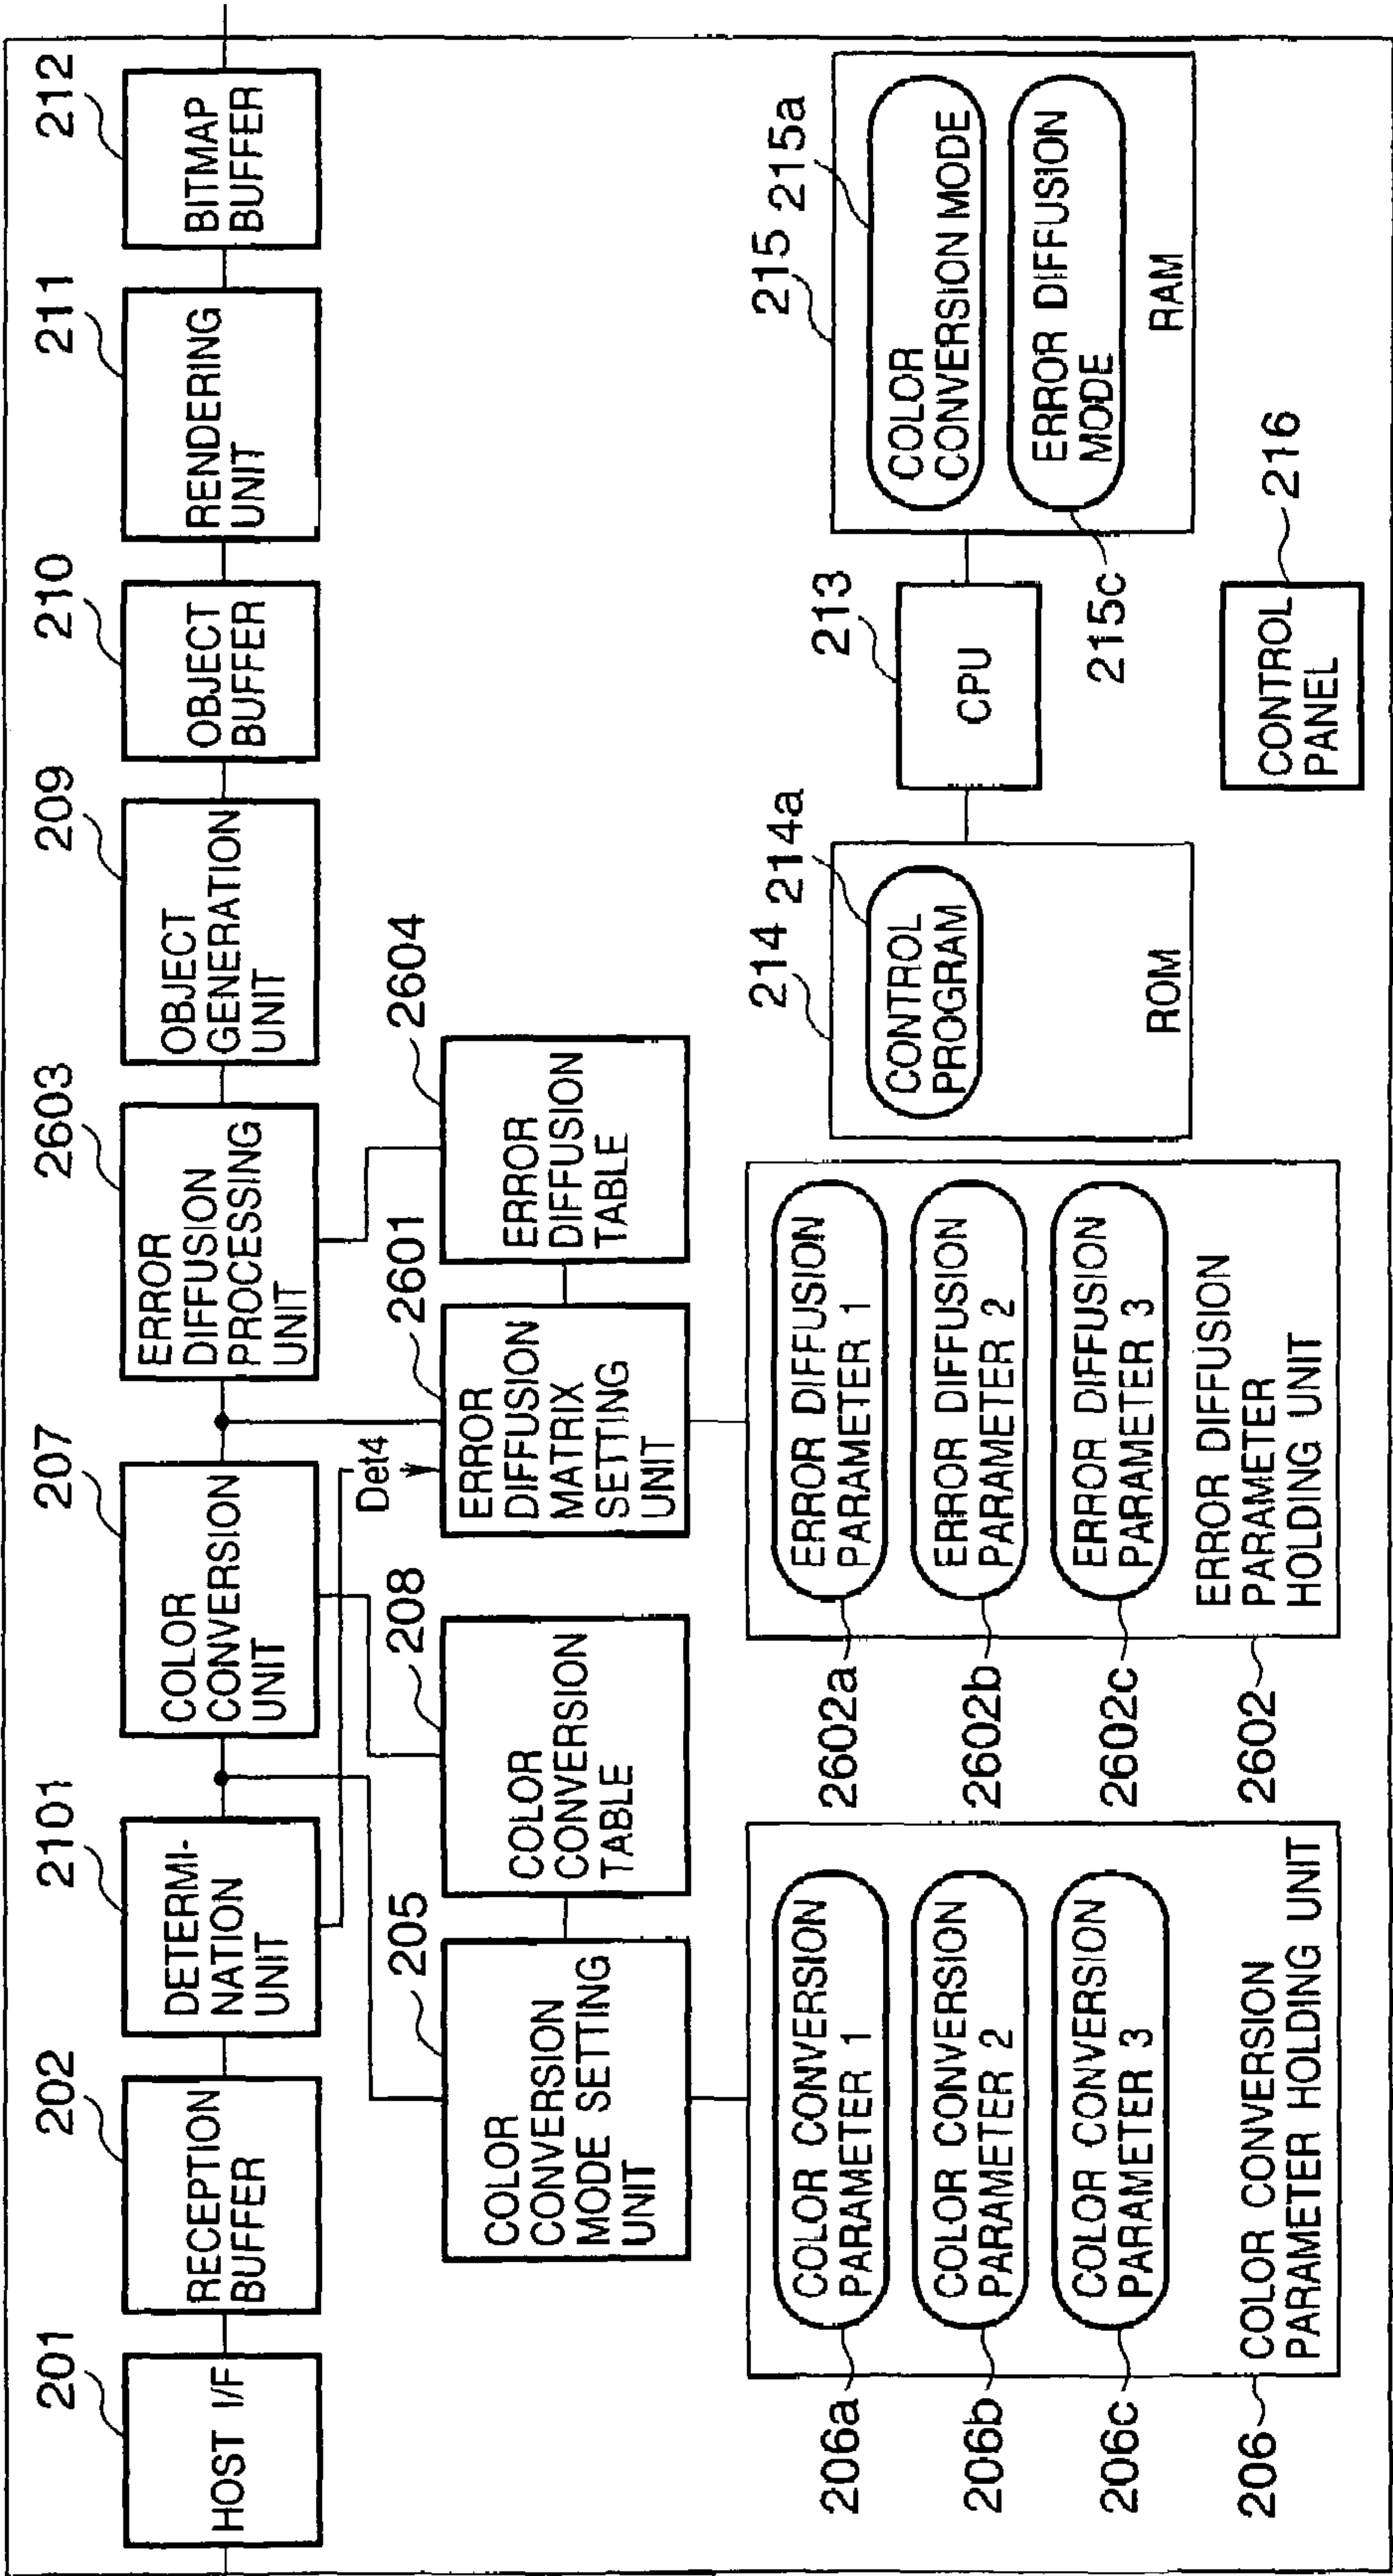 201
HOST I/F
202
RECEPTION
BUFFER
2101
DETERMI-
NATION
UNIT
207
COLOR
CONVERSION
UNIT
2603
ERROR
DIFFUSION
PROCESSING
UNIT
209
OBJECT
GENERATION
UNIT
210
OBJECT
BUFFER
211
RENDERING
UNIT
212
BITMAP
BUFFER
Det4
205
COLOR
CONVERSION
MODE SETTING
UNIT
208
COLOR
CONVERSION
TABLE
2601
ERROR
DIFFUSION
MATRIX
SETTING
UNIT
2604
ERROR
DIFFUSION
TABLE
206a
COLOR CONVERSION
PARAMETER 1
206b
COLOR CONVERSION
PARAMETER 2
206c
COLOR CONVERSION
PARAMETER 3
206
COLOR CONVERSION
PARAMETER HOLDING UNIT
2602a
ERROR DIFFUSION
PARAMETER 1
2602b
ERROR DIFFUSION
PARAMETER 2
2602c
ERROR DIFFUSION
PARAMETER 3
2602
ERROR DIFFUSION
PARAMETER
HOLDING UNIT
214
214a
CONTROL
PROGRAM
ROM
213
CPU
215
215a
COLOR
CONVERSION MODE
ERROR DIFFUSION
MODE
215c
RAM
216
CONTROL
PANEL